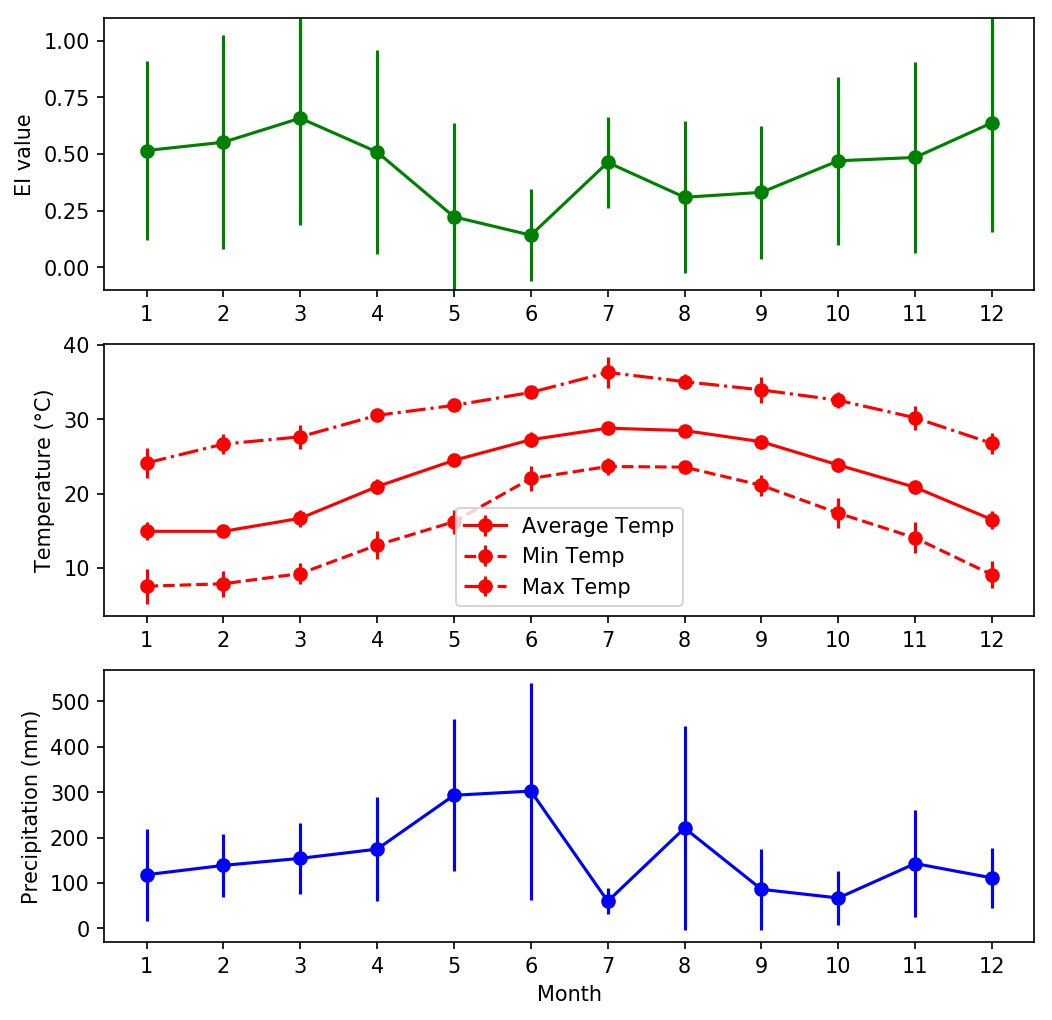 EI value
1.00
0.75
0.50
0.25
0.00
1 2 3 4 5 6 7 8 9 10 11 12
Temperature (°C)
40
30
20
10
Average Temp
Min Temp
Max Temp
1 2 3 4 5 6 7 8 9 10 11 12
Precipitation (mm)
500
400
300
200
100
0
1 2 3 4 5 6 7 8 9 10 11 12
Month